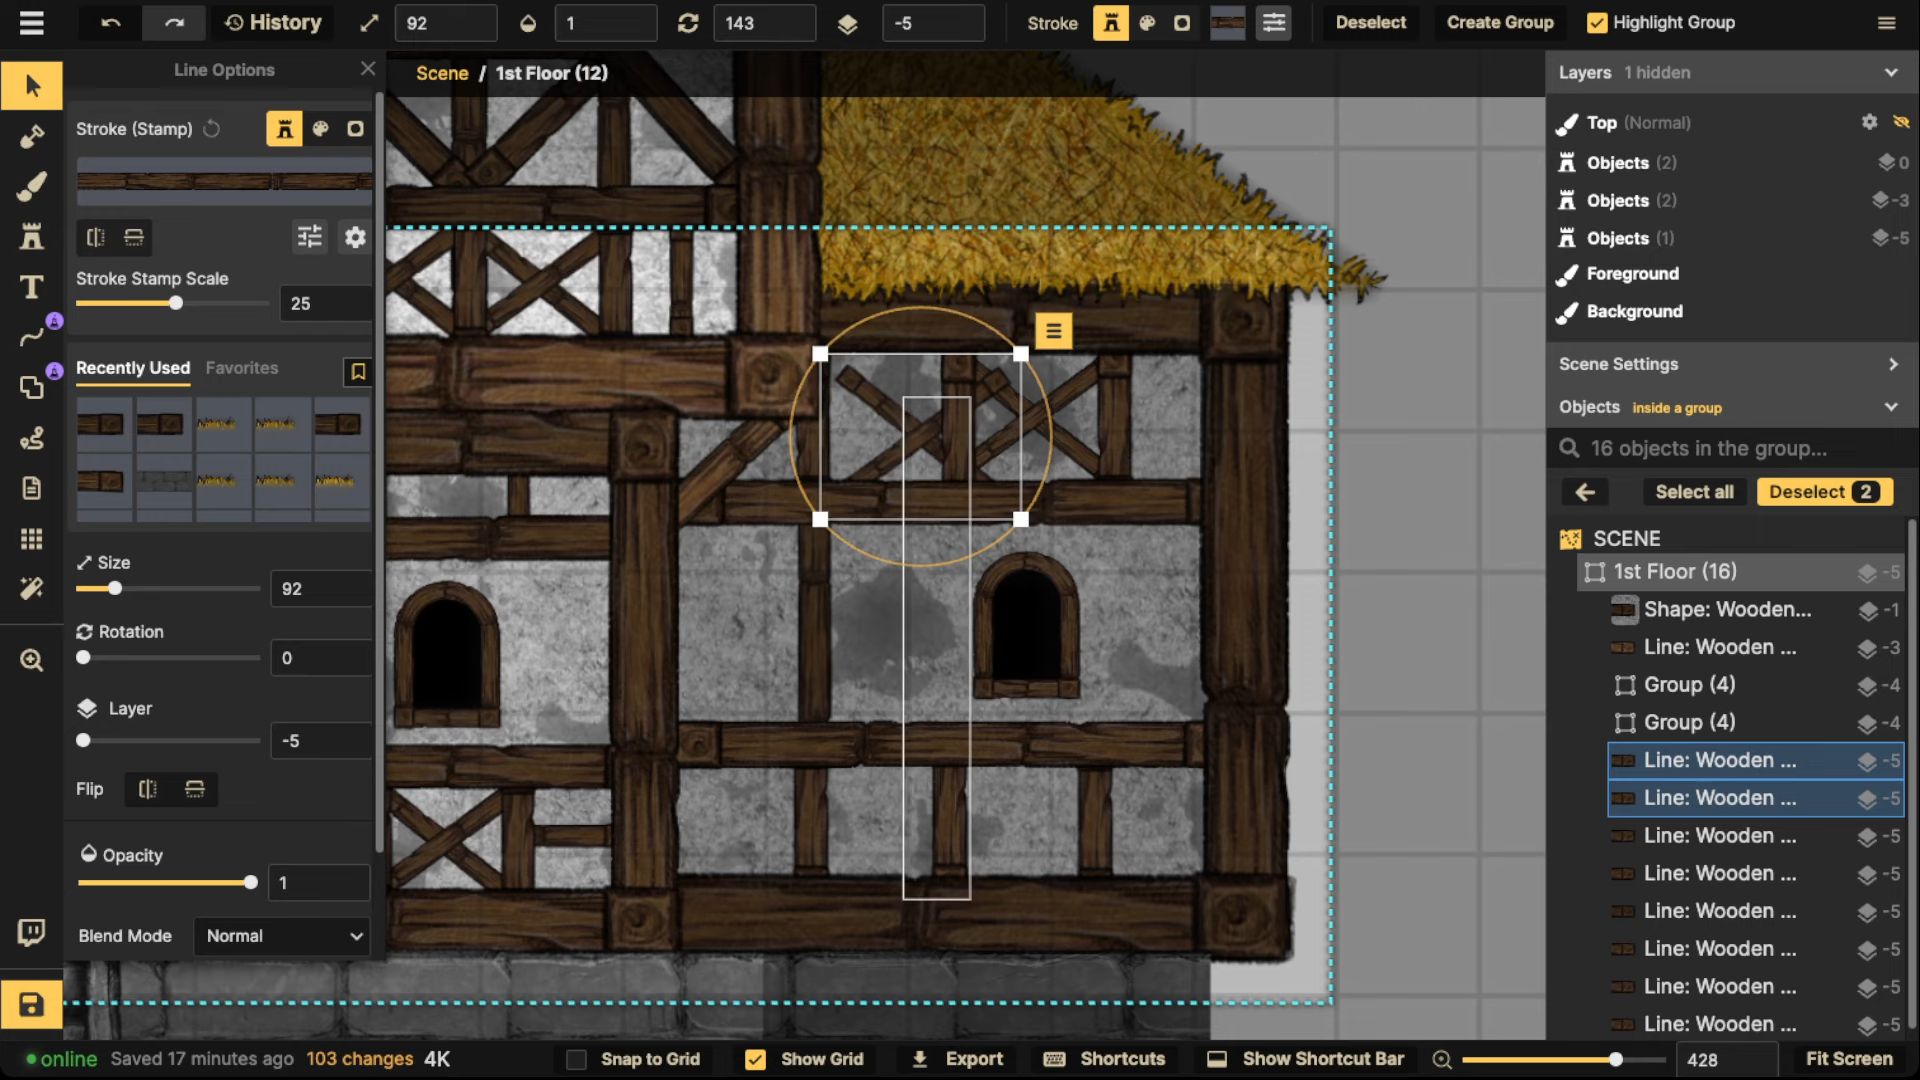 History
92
1
143
-5
Stroke
Deselect
Create Group
Highlight Group
Line Options
Stroke (Stamp)
Stroke Stamp Scale
25
Recently Used
Favorites
Size
92
Rotation
0
Layer
-5
Flip
Opacity
1
Blend Mode
Normal
Scene / 1st Floor (12)
Layers 1 hidden
Top (Normal)
Objects (2) 0
Objects (2) -3
Objects (1) -5
Foreground
Background
Scene Settings
Objects inside a group
16 objects in the group...
Select all
Deselect 2
SCENE
1st Floor (16) -5
Shape: Wooden... -1
Line: Wooden ... -3
Group (4) -4
Group (4) -4
Line: Wooden ... -5
Line: Wooden ... -5
Line: Wooden ... -5
Line: Wooden ... -5
Line: Wooden ... -5
Line: Wooden ... -5
Line: Wooden ... -5
Line: Wooden ... -5
online
Saved 17 minutes ago
103 changes
4K
Snap to Grid
Show Grid
Export
Shortcuts
Show Shortcut Bar
428
Fit Screen